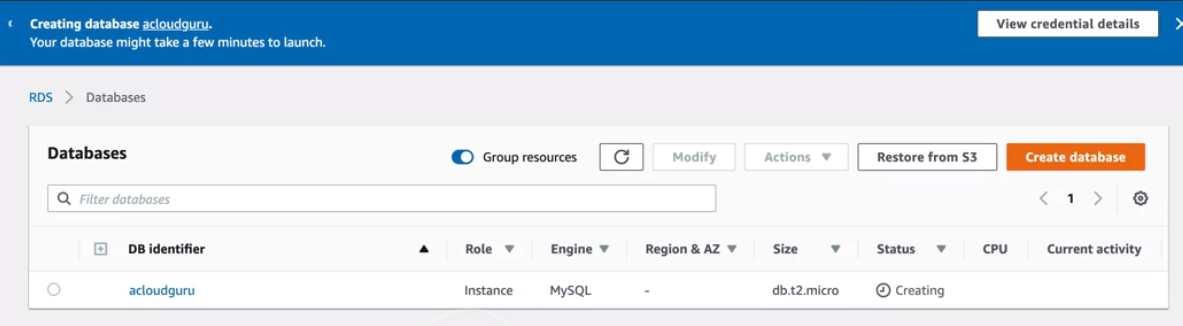 Creating database acloudguru.
Your database might take a few minutes to launch.
View credential details
RDS > Databases
Databases
Group resources
Modify
Actions
Restore from S3
Create database
Filter databases
1
DB identifier Role Engine Region & AZ Size Status CPU Current activity
acloudguru Instance MySQL - db.t2.micro Creating